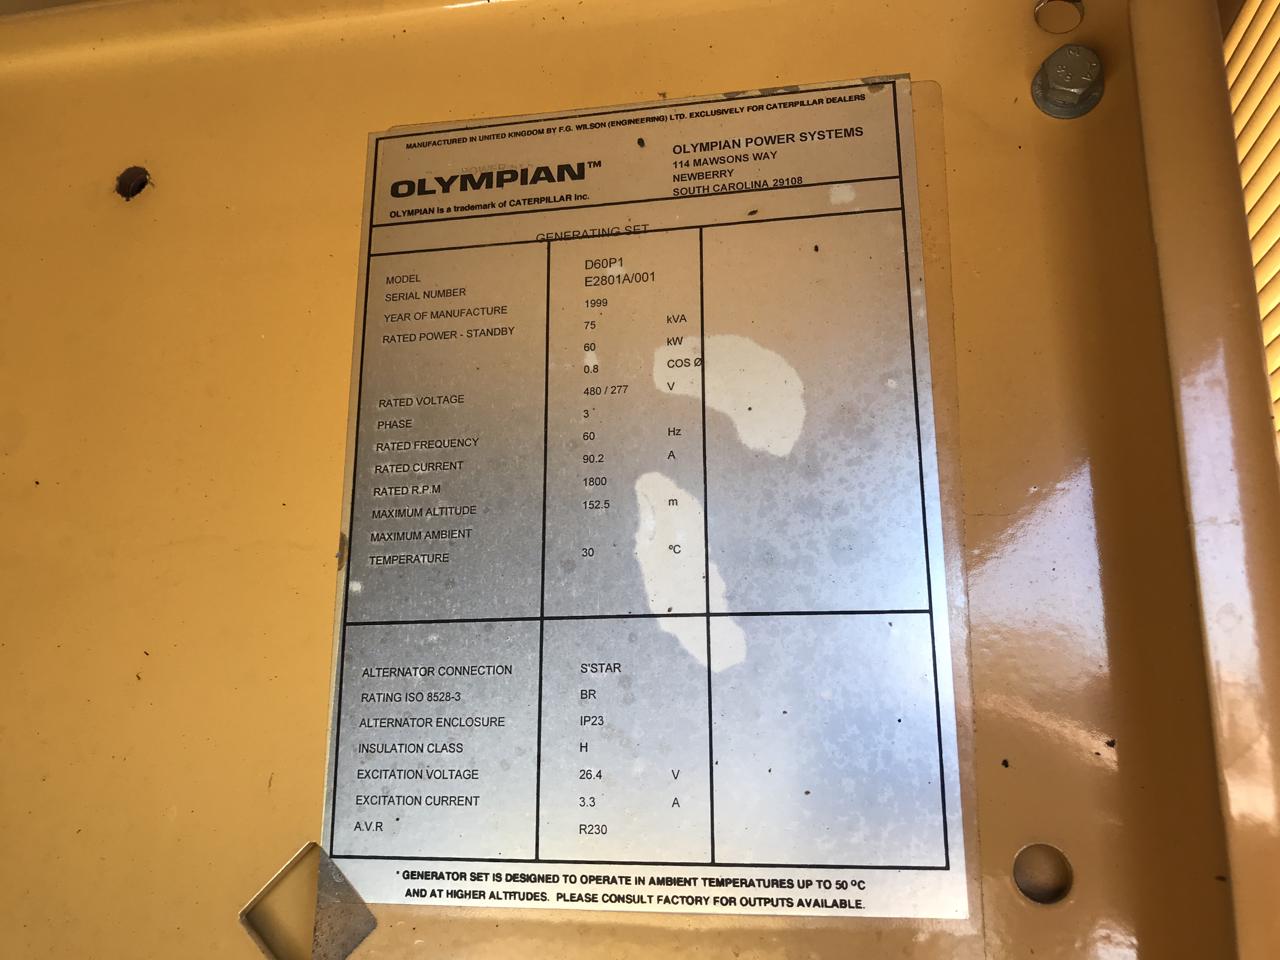 MANUFACTURED IN UNITED KINGDOM BY F.G. WILSON (ENGINEERING) LTD. EXCLUSIVELY FOR CATERPILLAR DEALERS
OLYMPIAN™
OLYMPIAN is a trademark of CATERPILLAR Inc.
OLYMPIAN POWER SYSTEMS
114 MAWSONS WAY
NEWBERRY
SOUTH CAROLINA 29108
GENERATING SET
MODEL D60P1
SERIAL NUMBER E2801A/001
YEAR OF MANUFACTURE 1999
RATED POWER - STANDBY 75 kVA
60 kW
0.8 COS Ø
RATED VOLTAGE 480 / 277 V
PHASE 3
RATED FREQUENCY 60 Hz
RATED CURRENT 90.2 A
RATED R.P.M 1800
MAXIMUM ALTITUDE 152.5 m
MAXIMUM AMBIENT
TEMPERATURE 30 ºC
ALTERNATOR CONNECTION S'STAR
RATING ISO 8528-3 BR
ALTERNATOR ENCLOSURE IP23
INSULATION CLASS H
EXCITATION VOLTAGE 26.4 V
EXCITATION CURRENT 3.3 A
A.V.R R230
* GENERATOR SET IS DESIGNED TO OPERATE IN AMBIENT TEMPERATURES UP TO 50 ºC
AND AT HIGHER ALTITUDES. PLEASE CONSULT FACTORY FOR OUTPUTS AVAILABLE.